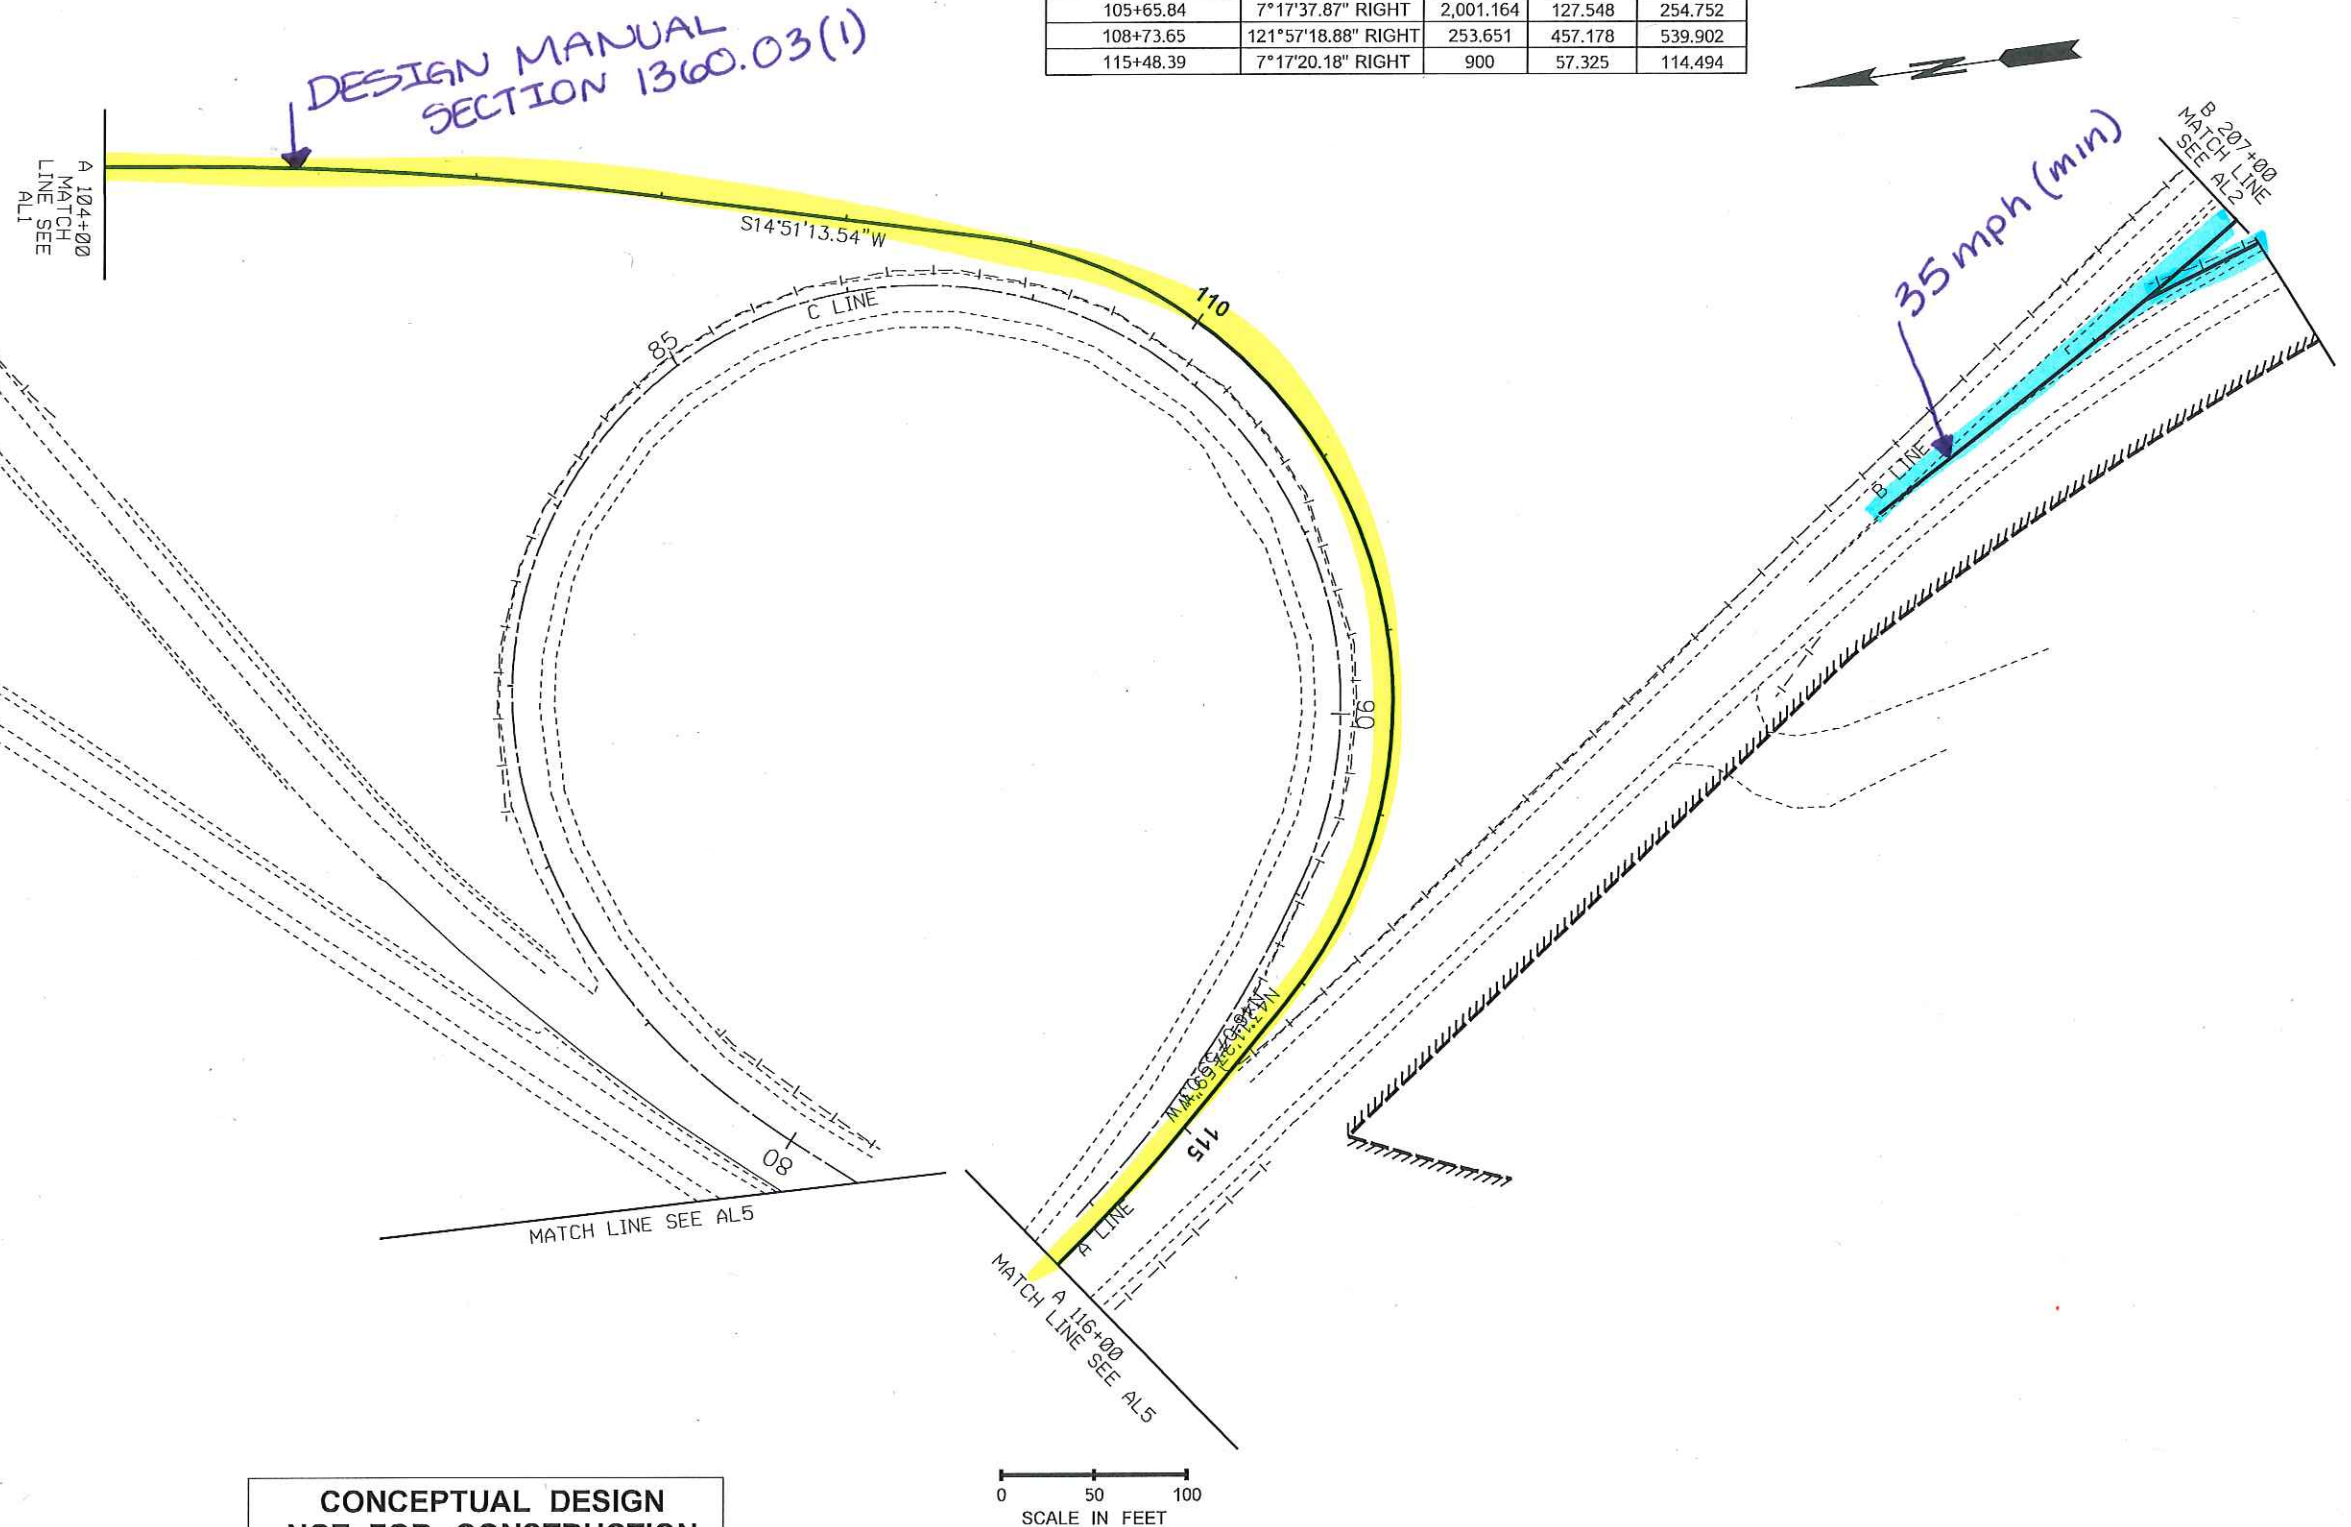 105+65.84 7°17'37.87" RIGHT 2,001.164 127.548 254.752
108+73.65 121°57'18.88" RIGHT 253.651 457.178 539.902
115+48.39 7°17'20.18" RIGHT 900 57.325 114.494
DESIGN MANUAL
SECTION 1360.03(1)
N
A 104+00
MATCH
LINE SEE
AL1
S14°51'13.54"W
B 207+00
MATCH LINE
SEE AL2
35 mph (min)
110
C LINE
85
B LINE
90
115
80
A LINE
MATCH LINE SEE AL5
A 116+00
MATCH LINE SEE AL5
CONCEPTUAL DESIGN
NOT FOR CONSTRUCTION
0 50 100
SCALE IN FEET